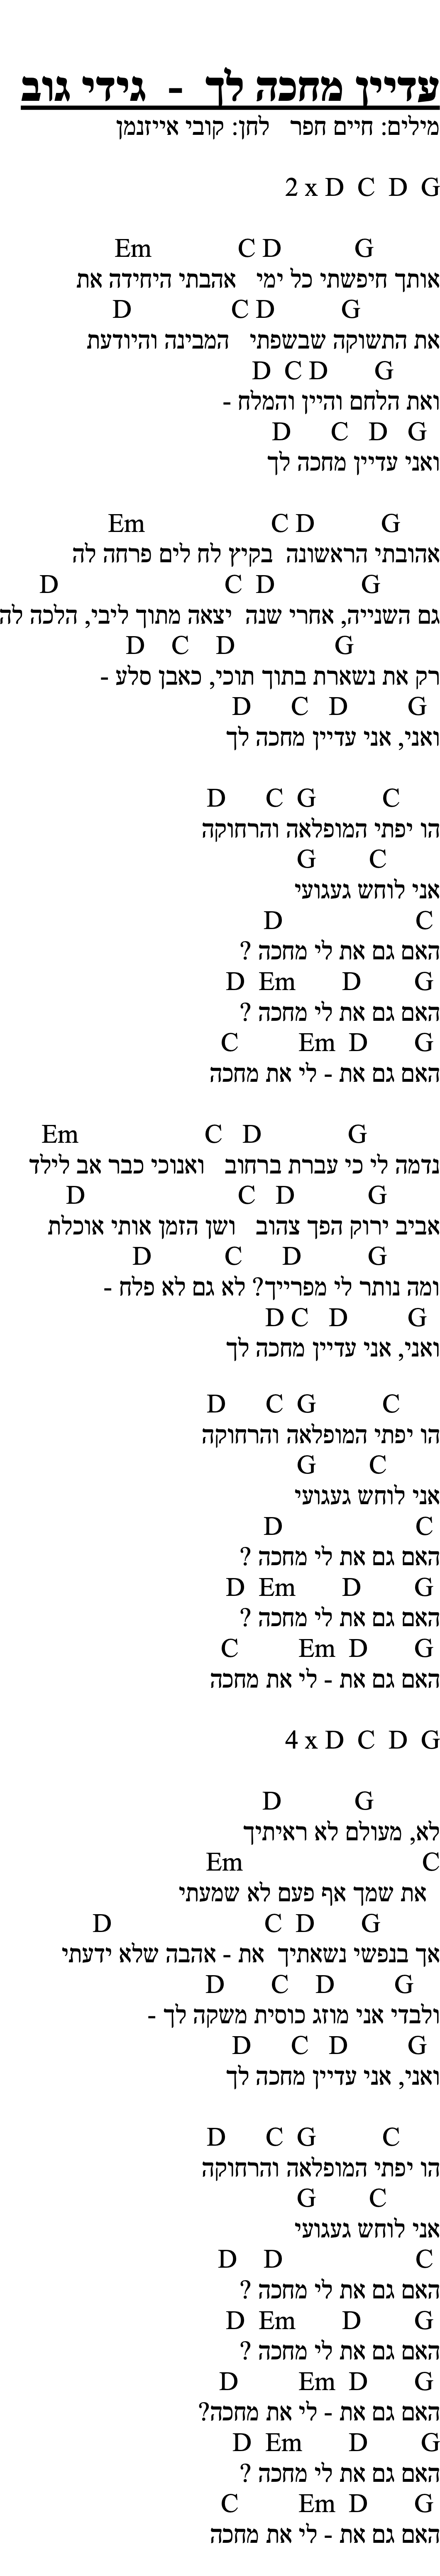 עדיין מחכה לך - גידי גוב
מילים: חיים חפר לחן: קובי אייזנמן
2 x D C D G
Em C D G
אותך חיפשתי כל ימי אהבתי היחידה את
D C D G
את התשוקה שבשפתי המבינה והיודעת
D C D G
ואת הלחם והיין והמלח -
D C D G
ואני עדיין מחכה לך
Em C D G
אהובתי הראשונה בקיץ לח לים פרחה לה
D C D G
גם השנייה, אחרי שנה יצאה מתוך ליבי, הלכה לה
D C D G
רק את נשארת בתוך תוכי, כאבן סלע -
D C D G
ואני, אני עדיין מחכה לך
D C G C
הו יפתי המופלאה והרחוקה
G C
אני לוחש געגועי
D C
האם גם את לי מחכה ?
D Em D G
האם גם את לי מחכה ?
C Em D G
האם גם את - לי את מחכה
Em C D G
נדמה לי כי עברת ברחוב ואנוכי כבר אב לילד
D C D G
אביב ירוק הפך צהוב ושן הזמן אותי אוכלת
D C D G
ומה נותר לי מפרייך? לא גם לא פלח -
D C D G
ואני, אני עדיין מחכה לך
D C G C
הו יפתי המופלאה והרחוקה
G C
אני לוחש געגועי
D C
האם גם את לי מחכה ?
D Em D G
האם גם את לי מחכה ?
C Em D G
האם גם את - לי את מחכה
4 x D C D G
D G
לא, מעולם לא ראיתיך
Em C
את שמך אף פעם לא שמעתי
D C D G
אך בנפשי נשאתיך את - אהבה שלא ידעתי
D C D G
ולבדי אני מוזג כוסית משקה לך -
D C D G
ואני, אני עדיין מחכה לך
D C G C
הו יפתי המופלאה והרחוקה
G C
אני לוחש געגועי
D D C
האם גם את לי מחכה ?
D Em D G
האם גם את לי מחכה ?
D Em D G
האם גם את - לי את מחכה?
D Em D G
האם גם את לי מחכה ?
C Em D G
האם גם את - לי את מחכה